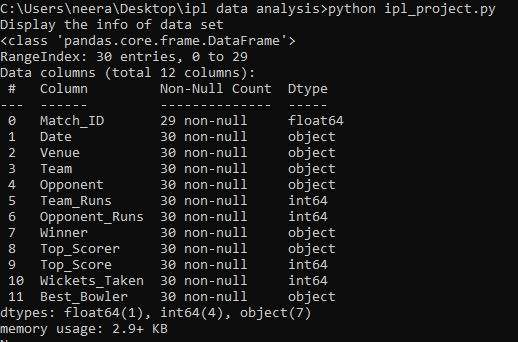 C:\Users\neera\Desktop\ipl data analysis>python ipl_project.py
Display the info of data set
<class 'pandas.core.frame.DataFrame'>
RangeIndex: 30 entries, 0 to 29
Data columns (total 12 columns):
 #   Column         Non-Null Count  Dtype
---  ------         --------------  -----
 0   Match_ID       29 non-null     float64
 1   Date           30 non-null     object
 2   Venue          30 non-null     object
 3   Team           30 non-null     object
 4   Opponent       30 non-null     object
 5   Team_Runs      30 non-null     int64
 6   Opponent_Runs  30 non-null     int64
 7   Winner         30 non-null     object
 8   Top_Scorer     30 non-null     object
 9   Top_Score      30 non-null     int64
 10  Wickets_Taken  30 non-null     int64
 11  Best_Bowler    30 non-null     object
dtypes: float64(1), int64(4), object(7)
memory usage: 2.9+ KB